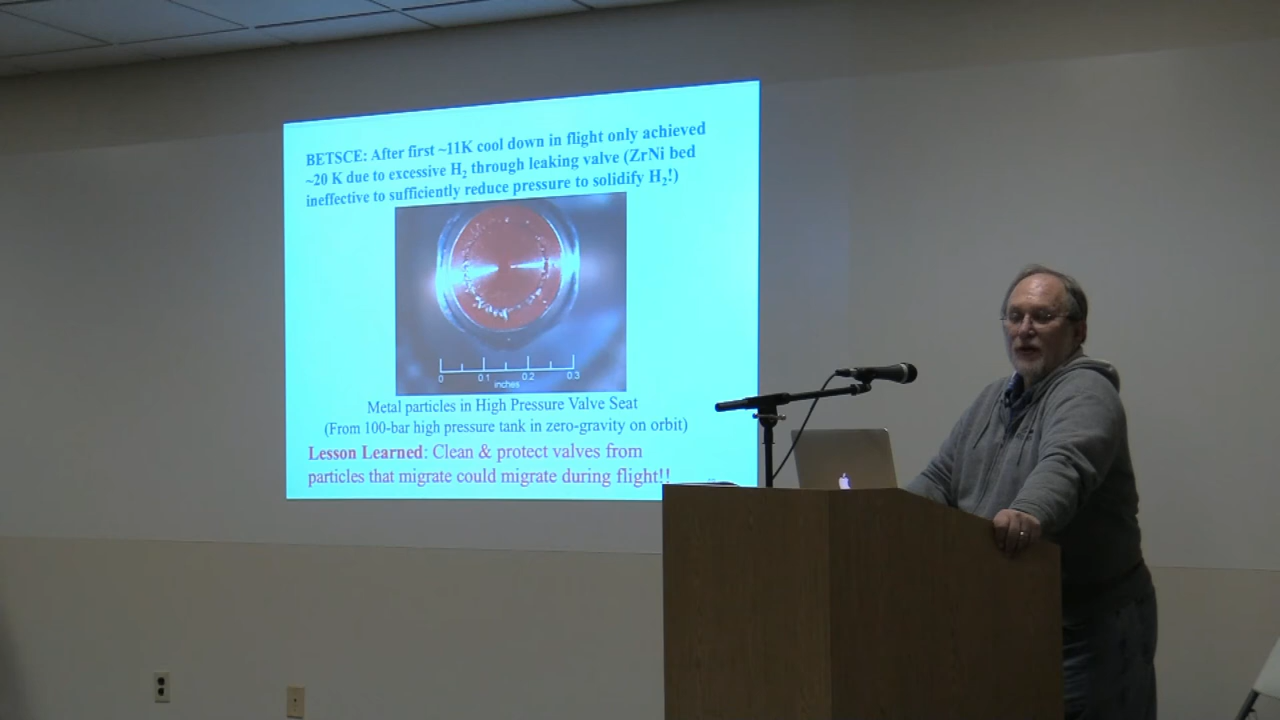 BETSCE: After first ~11K cool down in flight only achieved
~20 K due to excessive H₂ through leaking valve (ZrNi bed
ineffective to sufficiently reduce pressure to solidify H₂!)
0 0.1 0.2 0.3
inches
Metal particles in High Pressure Valve Seat
(From 100-bar high pressure tank in zero-gravity on orbit)
Lesson Learned: Clean & protect valves from
particles that migrate could migrate during flight!!